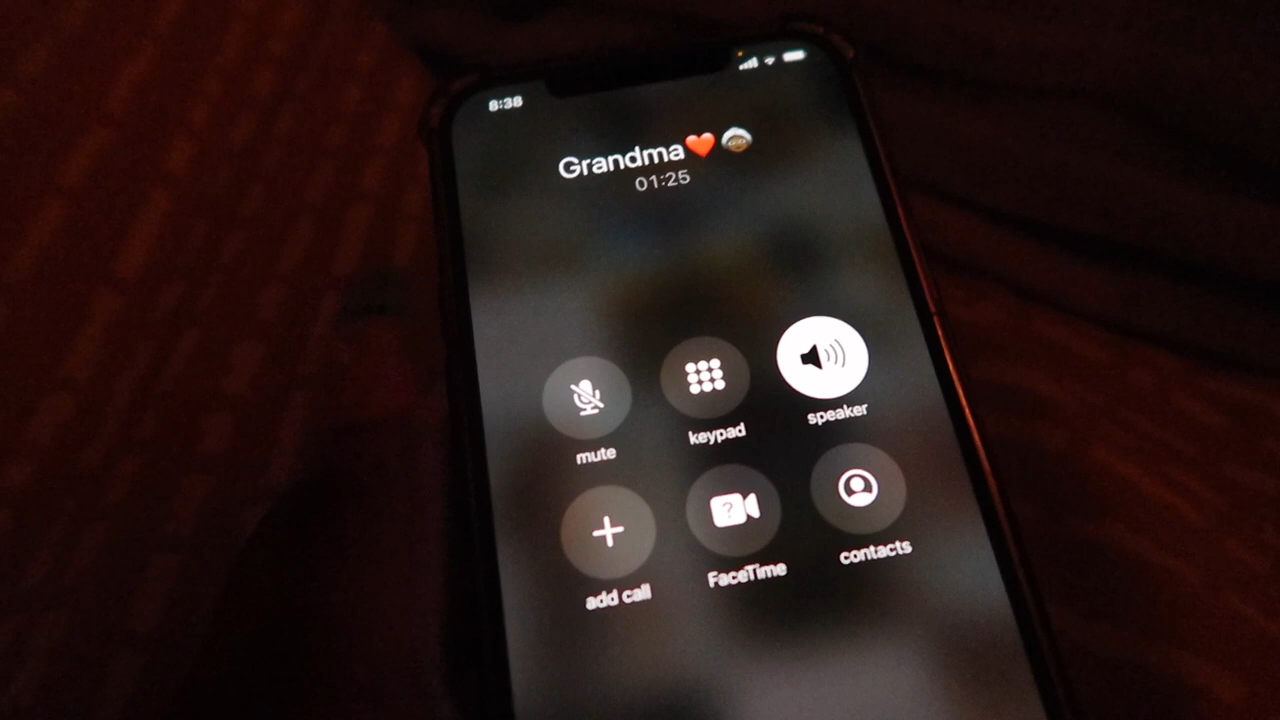 8:38
Grandma❤️👵🏾
01:25
mute keypad speaker
add call FaceTime contacts